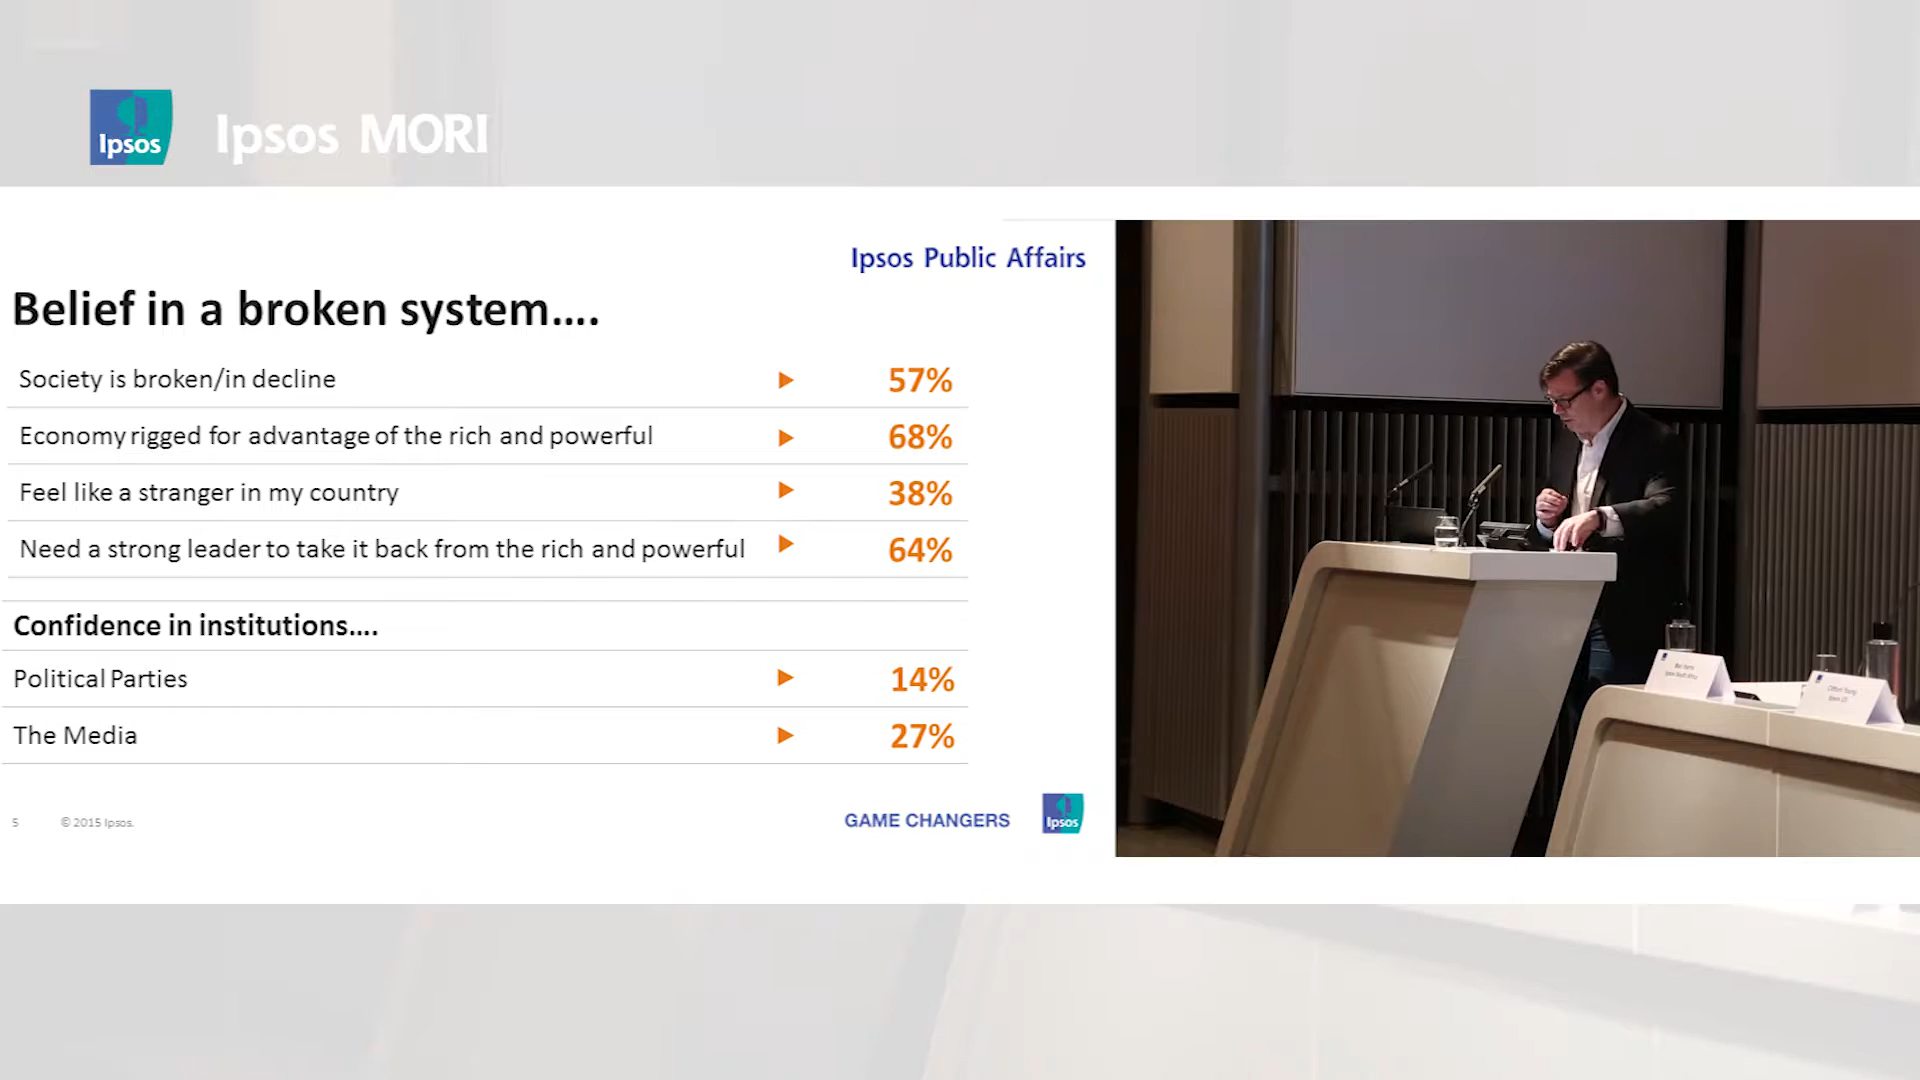 Ipsos
Ipsos MORI
Ipsos Public Affairs
Belief in a broken system....
Society is broken/in decline 57%
Economy rigged for advantage of the rich and powerful 68%
Feel like a stranger in my country 38%
Need a strong leader to take it back from the rich and powerful 64%
Confidence in institutions....
Political Parties 14%
The Media 27%
5 © 2015 Ipsos.
GAME CHANGERS
Ipsos